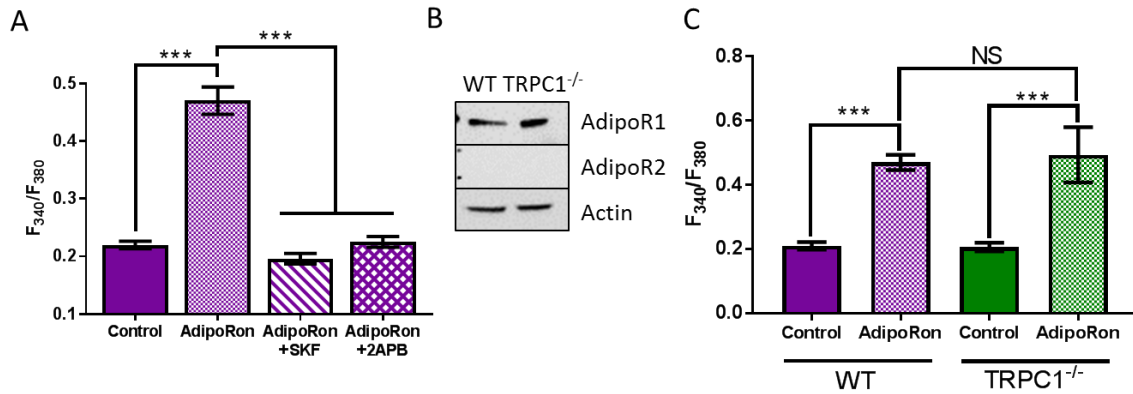 A
***
***
F340/F380
0.5
0.4
0.3
0.2
0.1
Control
AdipoRon
AdipoRon
+SKF
AdipoRon
+2APB
B
WT TRPC1-/-
AdipoR1
AdipoR2
Actin
C
NS
***
***
F340/F380
0.8
0.6
0.4
0.2
0.0
Control
AdipoRon
Control
AdipoRon
WT
TRPC1-/-